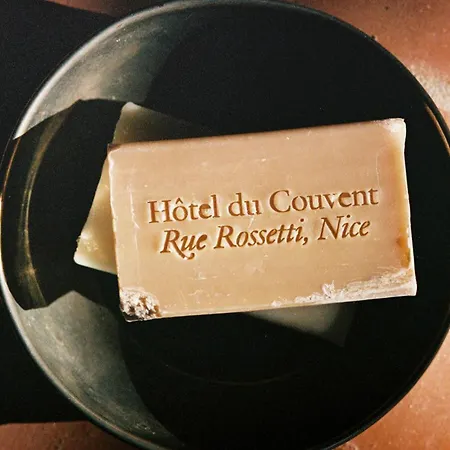 Hôtel du Couvent
Rue Rossetti, Nice